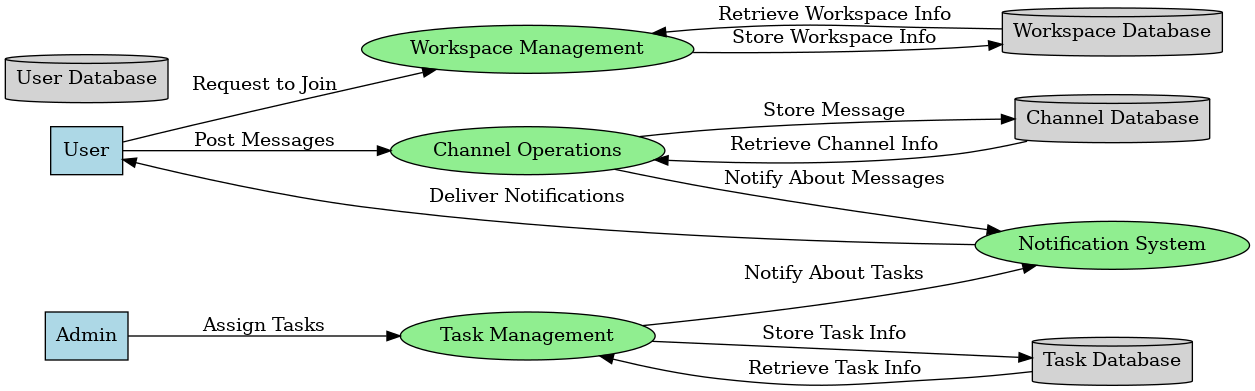 Retrieve Workspace Info
Workspace Database
Workspace Management
Store Workspace Info
User Database
Request to Join
Store Message
Channel Database
User
Post Messages
Channel Operations
Retrieve Channel Info
Notify About Messages
Deliver Notifications
Notification System
Notify About Tasks
Admin
Assign Tasks
Task Management
Store Task Info
Task Database
Retrieve Task Info